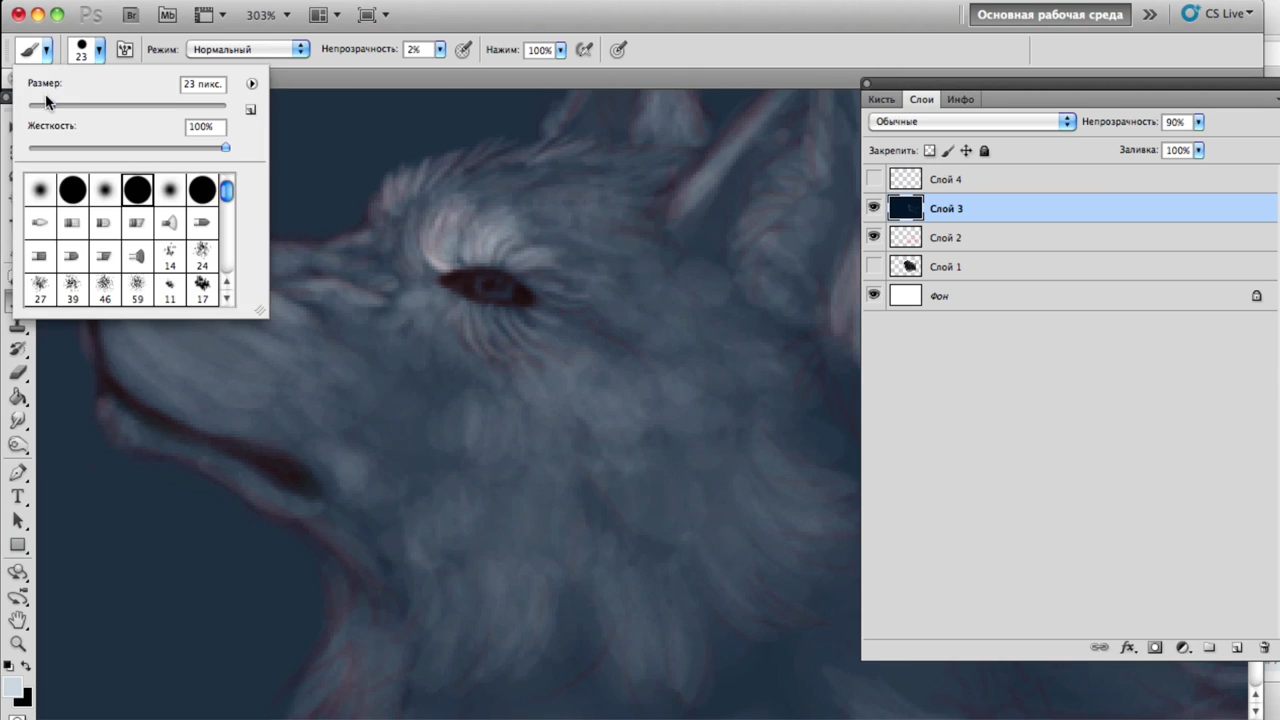 Ps Br Mb 303% Основная рабочая среда CS Live
23 Режим: Нормальный Непрозрачность: 2% Нажим: 100%
Размер: 23 пикс.
Жесткость: 100%
14 24
27 39 46 59 11 17
Кисть Слои Инфо
Обычные Непрозрачность: 90%
Закрепить: Заливка: 100%
Слой 4
Слой 3
Слой 2
Слой 1
Фон
fx
T